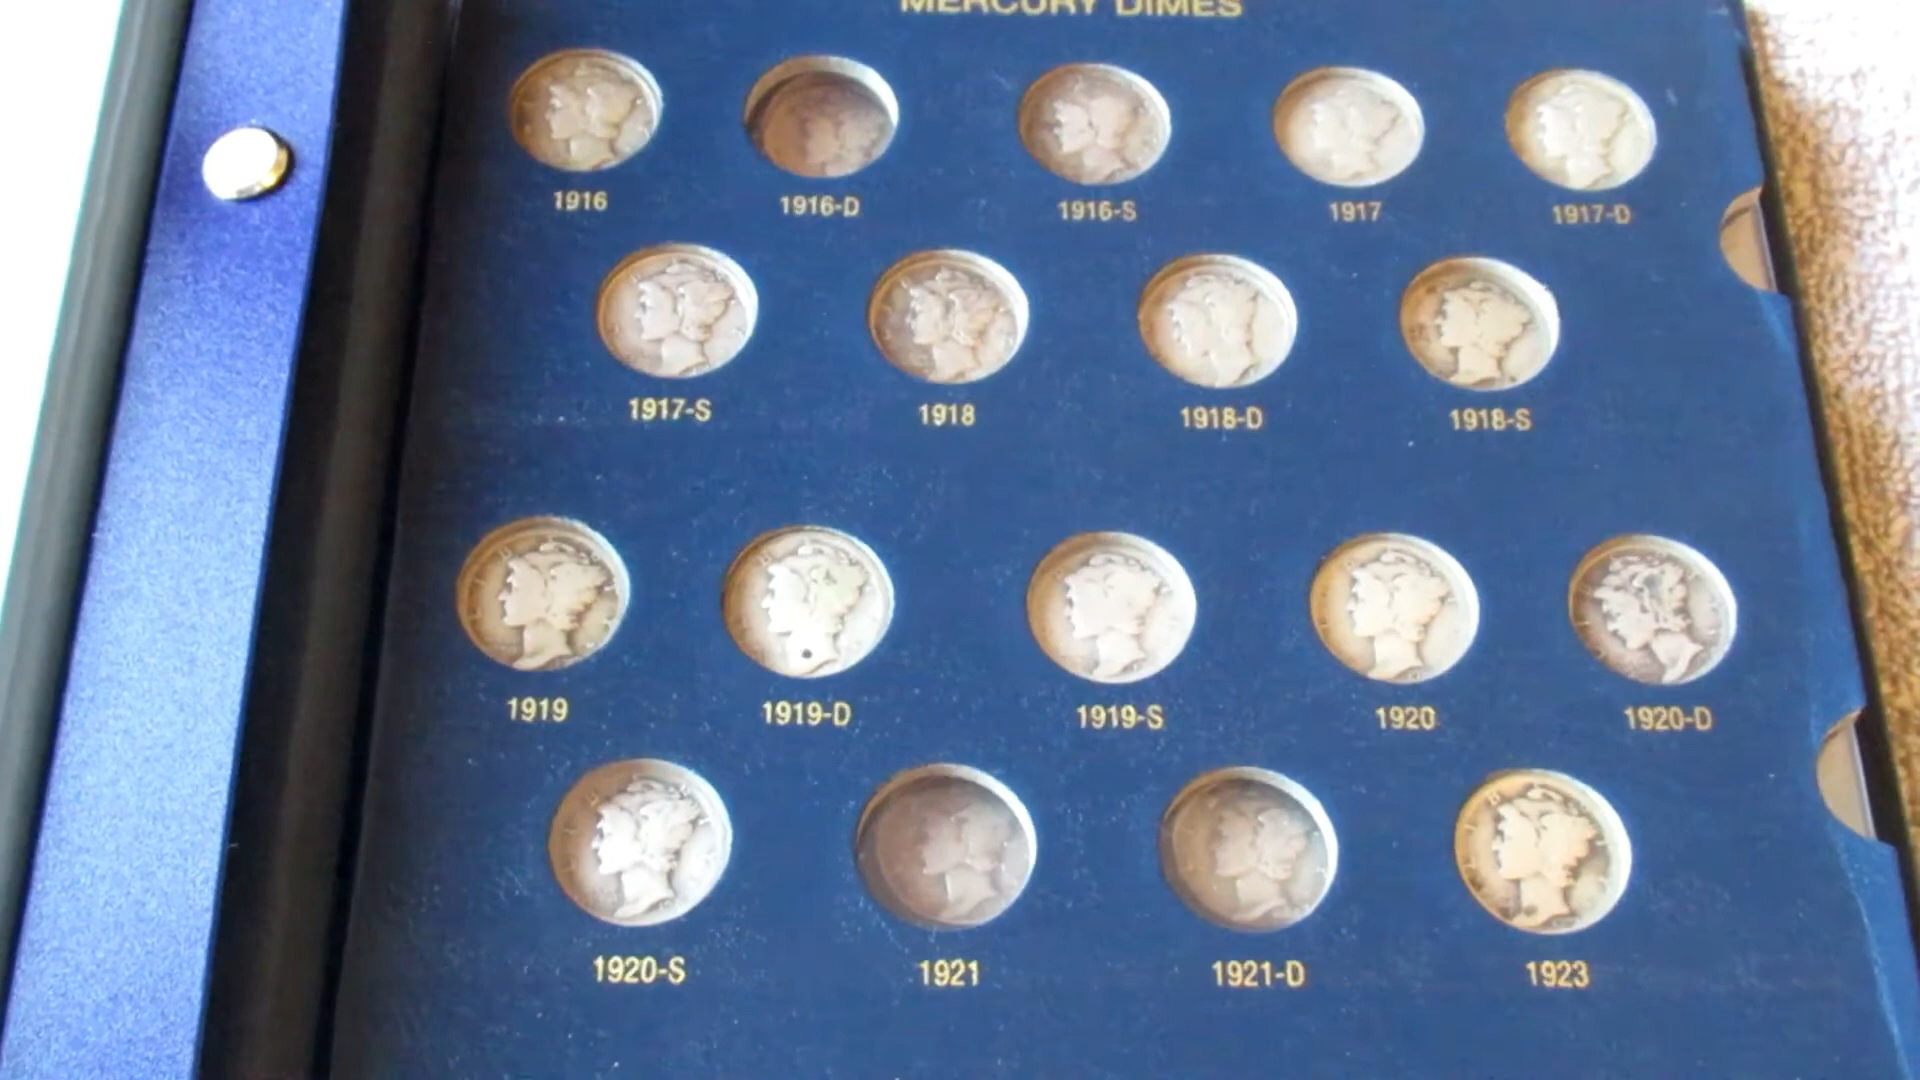 MERCURY DIMES
1916 1916-D 1916-S 1917 1917-D
1917-S 1918 1918-D 1918-S
1919 1919-D 1919-S 1920 1920-D
1920-S 1921 1921-D 1923